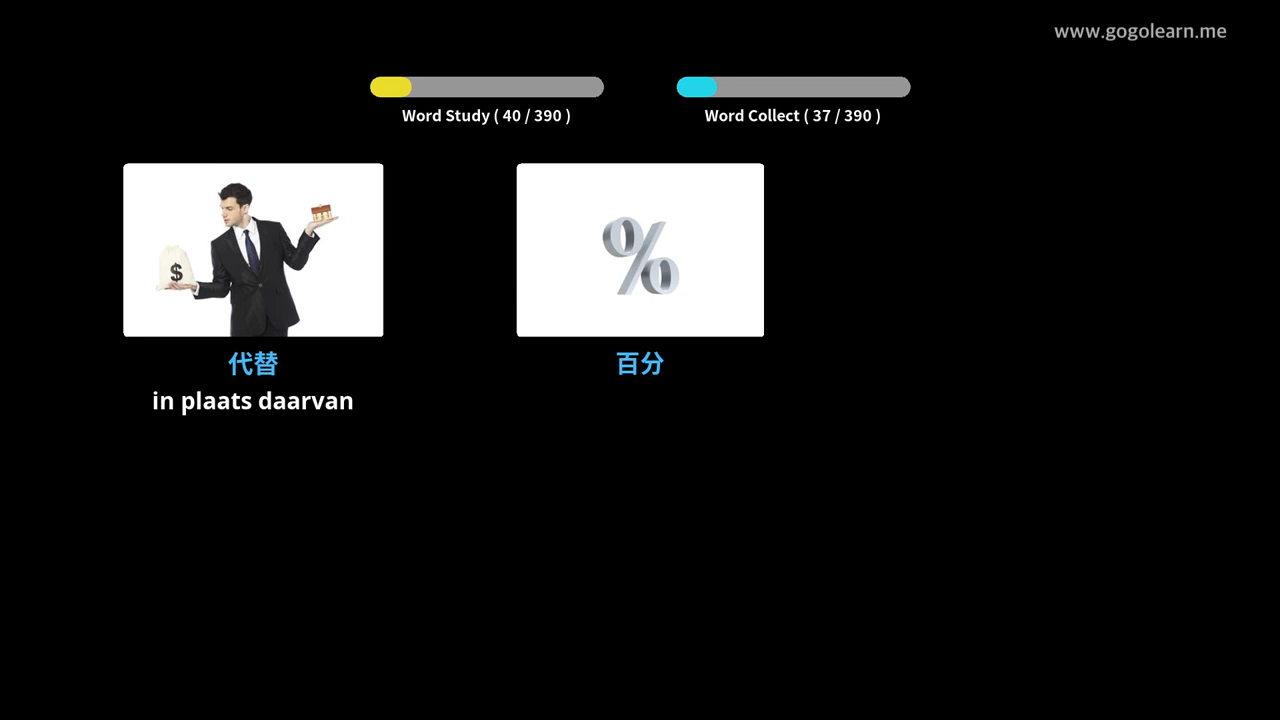 www.gogolearn.me
Word Study ( 40 / 390 )
Word Collect ( 37 / 390 )
$
%
代替
百分
in plaats daarvan